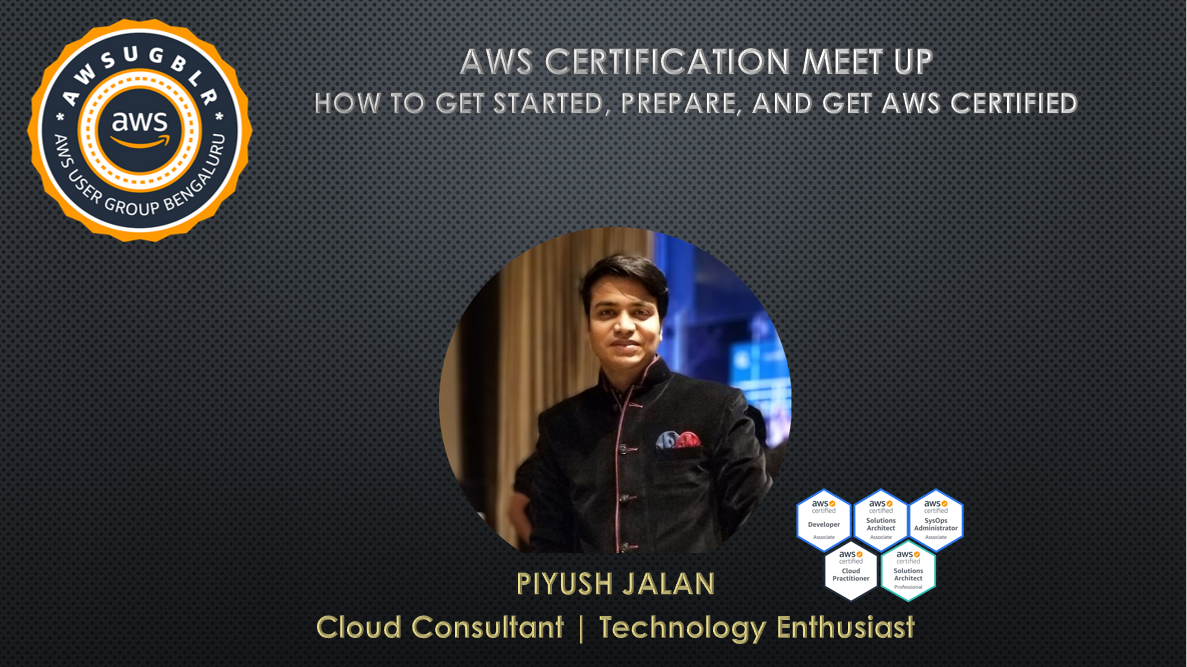 AWSUGBLR
aws
AWS USER GROUP BENGALURU
AWS CERTIFICATION MEET UP
HOW TO GET STARTED, PREPARE, AND GET AWS CERTIFIED
aws
certified
Developer
Associate
aws
certified
Solutions
Architect
Associate
aws
certified
SysOps
Administrator
Associate
aws
certified
Cloud
Practitioner
aws
certified
Solutions
Architect
Professional
PIYUSH JALAN
Cloud Consultant | Technology Enthusiast